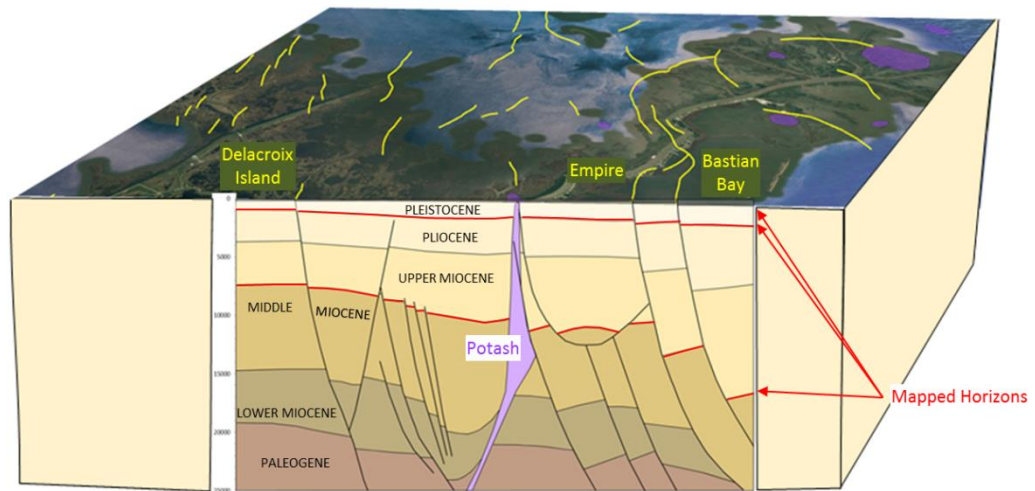 Delacroix
Island
Empire
Bastian
Bay
0
PLEISTOCENE
PLIOCENE
5000
UPPER MIOCENE
MIDDLE
MIOCENE
10000
Potash
15000
Mapped Horizons
LOWER MIOCENE
20000
PALEOGENE